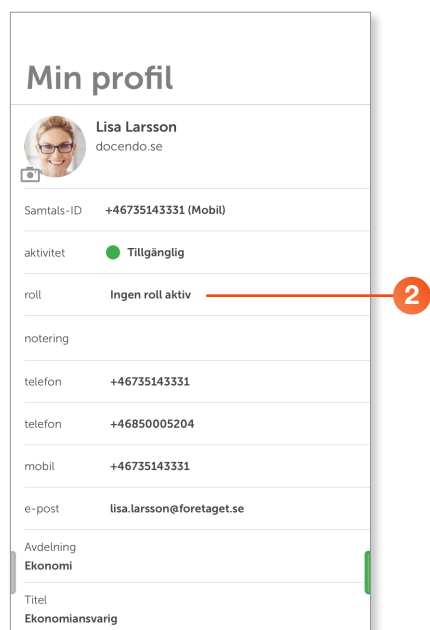 Min profil
Lisa Larsson
docendo.se
Samtals-ID +46735143331 (Mobil)
aktivitet Tillgänglig
roll Ingen roll aktiv
2
notering
telefon +46735143331
telefon +46850005204
mobil +46735143331
e-post lisa.larsson@foretaget.se
Avdelning
Ekonomi
Titel
Ekonomiansvarig